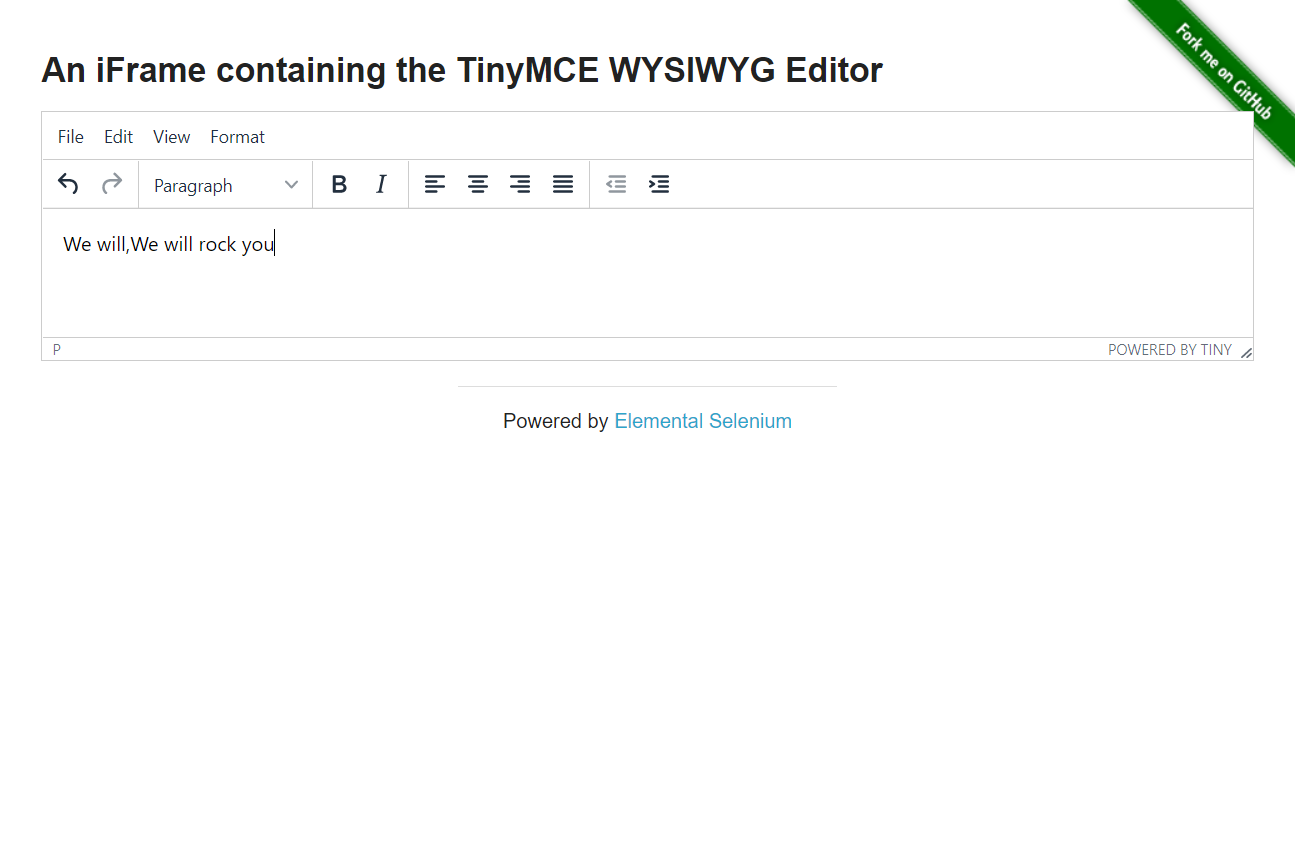 Fork me on GitHub
An iFrame containing the TinyMCE WYSIWYG Editor
File Edit View Format
Paragraph B I
We will,We will rock you
P POWERED BY TINY
Powered by Elemental Selenium